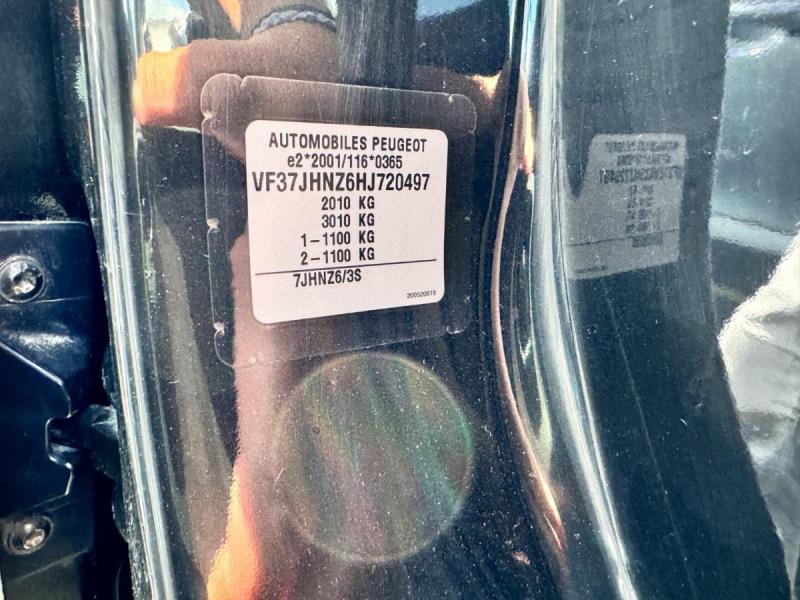 AUTOMOBILES PEUGEOT
e2*2001/116*0365
VF37JHNZ6HJ720497
2010 KG
3010 KG
1-1100 KG
2-1100 KG
7JHNZ6/3S
200520619